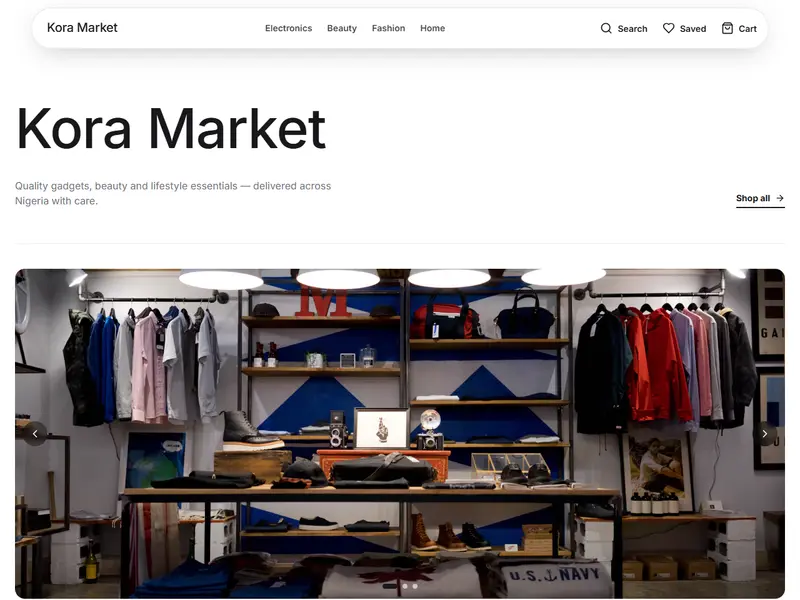 Kora Market
Electronics
Beauty
Fashion
Home
Search
Saved
Cart
Kora Market
Quality gadgets, beauty and lifestyle essentials — delivered across
Nigeria with care.
Shop all
M
GA
U.S. NAVY